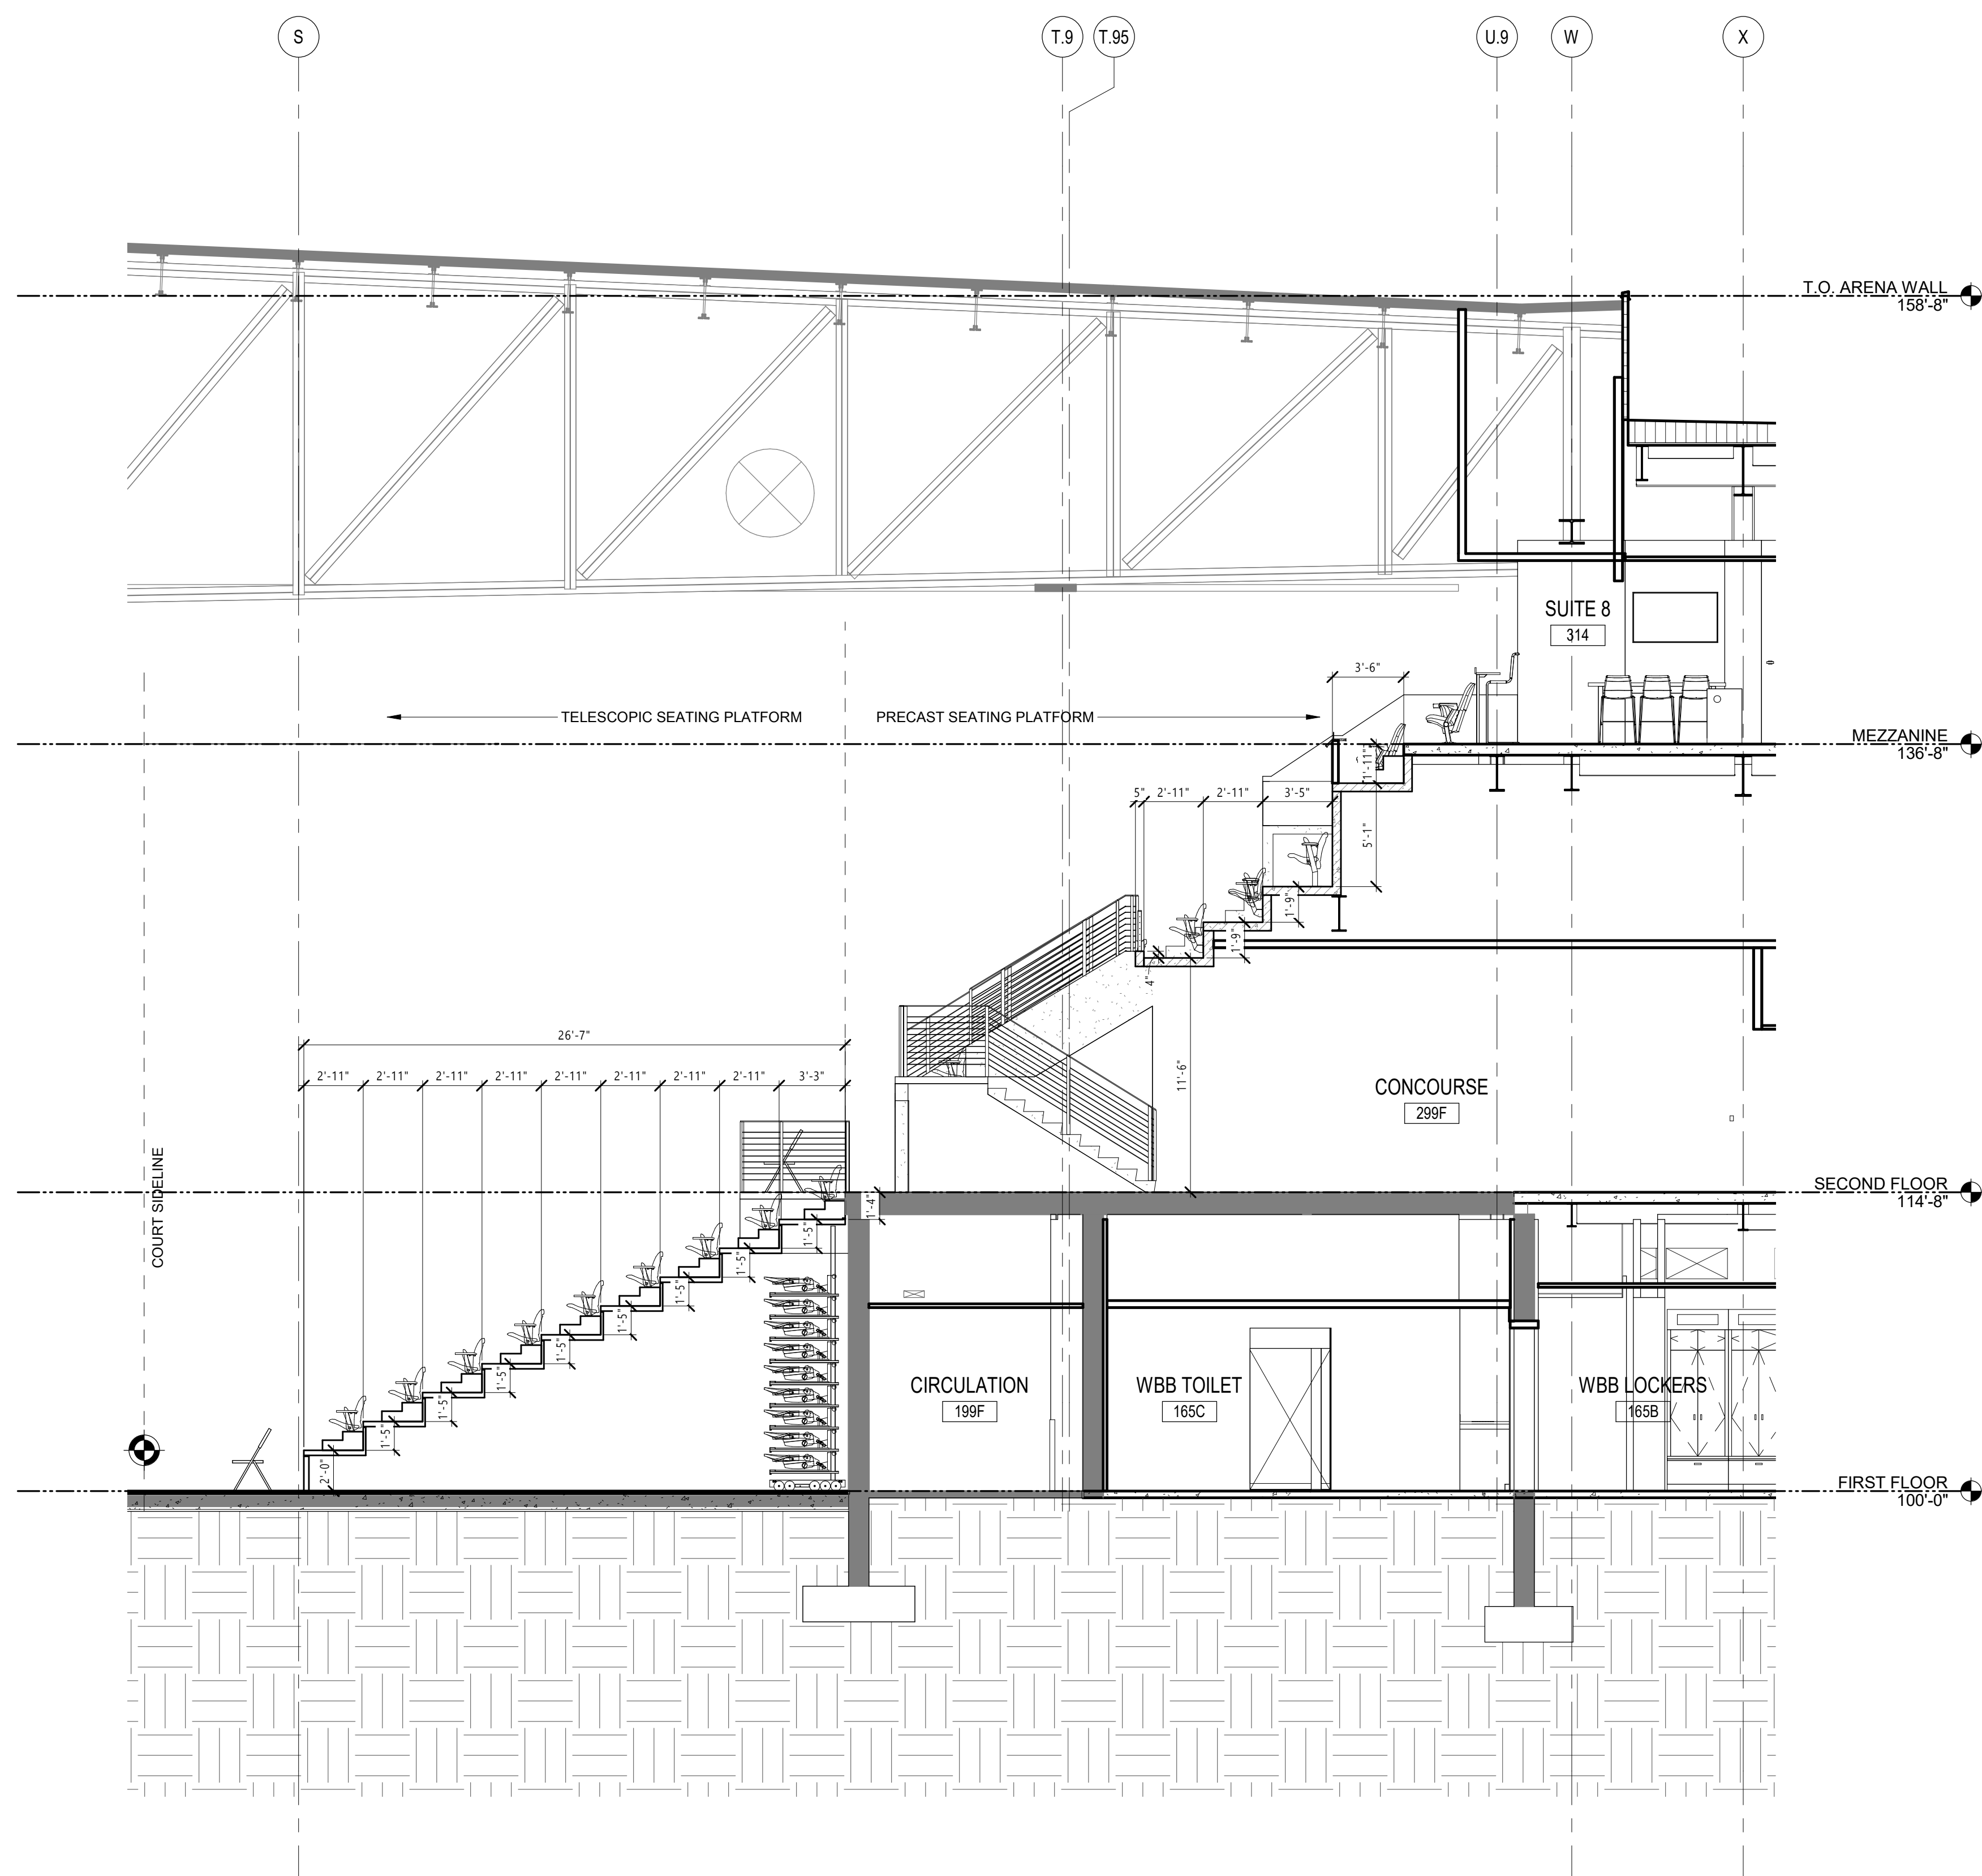 S
T.9
T.95
U.9
W
X
T.O. ARENA WALL
158'-8"
SUITE 8
314
3'-6"
TELESCOPIC SEATING PLATFORM
PRECAST SEATING PLATFORM
MEZZANINE
136'-8"
1'-11"
5"
2'-11"
2'-11"
3'-5"
5'-1"
1'-9"
1'-9"
4"
26'-7"
2'-11"
2'-11"
2'-11"
2'-11"
2'-11"
2'-11"
2'-11"
2'-11"
3'-3"
11'-6"
CONCOURSE
299F
COURT SIDELINE
SECOND FLOOR
114'-8"
1'-4"
1'-5"
1'-5"
1'-5"
1'-5"
1'-5"
1'-5"
1'-5"
1'-5"
2'-0"
CIRCULATION
199F
WBB TOILET
165C
WBB LOCKERS
165B
FIRST FLOOR
100'-0"